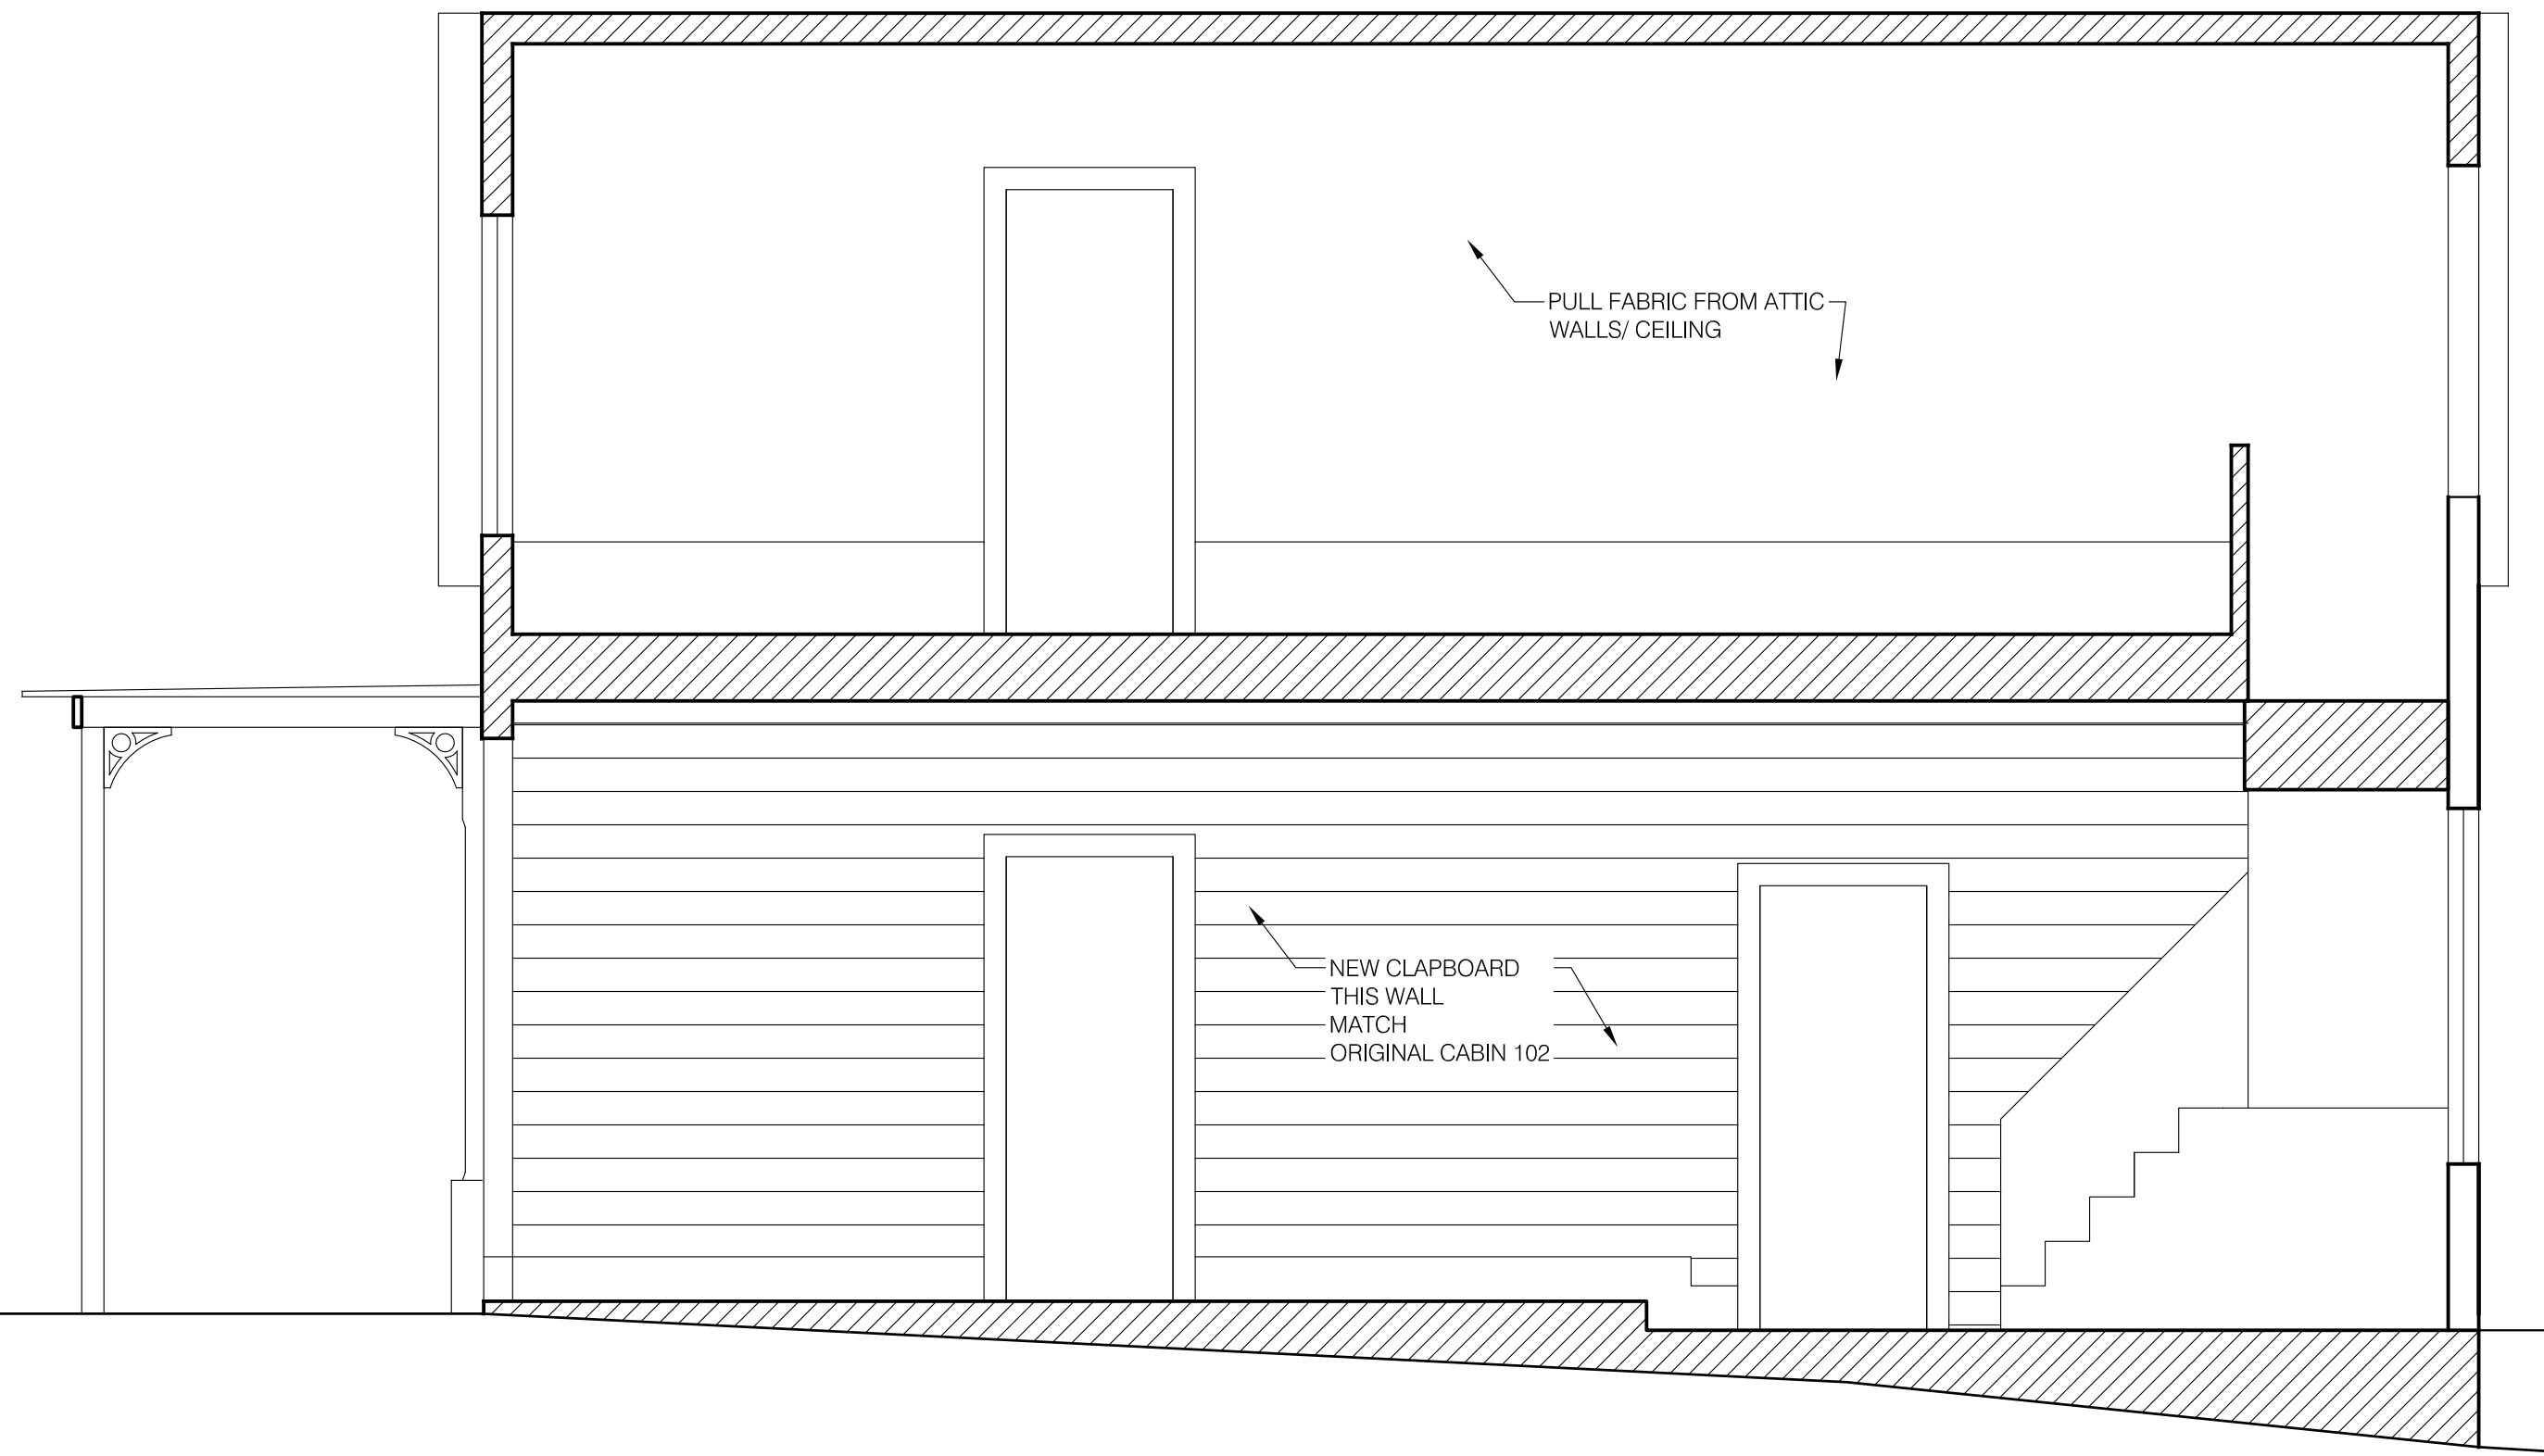 PULL FABRIC FROM ATTIC
WALLS/ CEILING
NEW CLAPBOARD
THIS WALL
MATCH
ORIGINAL CABIN 102